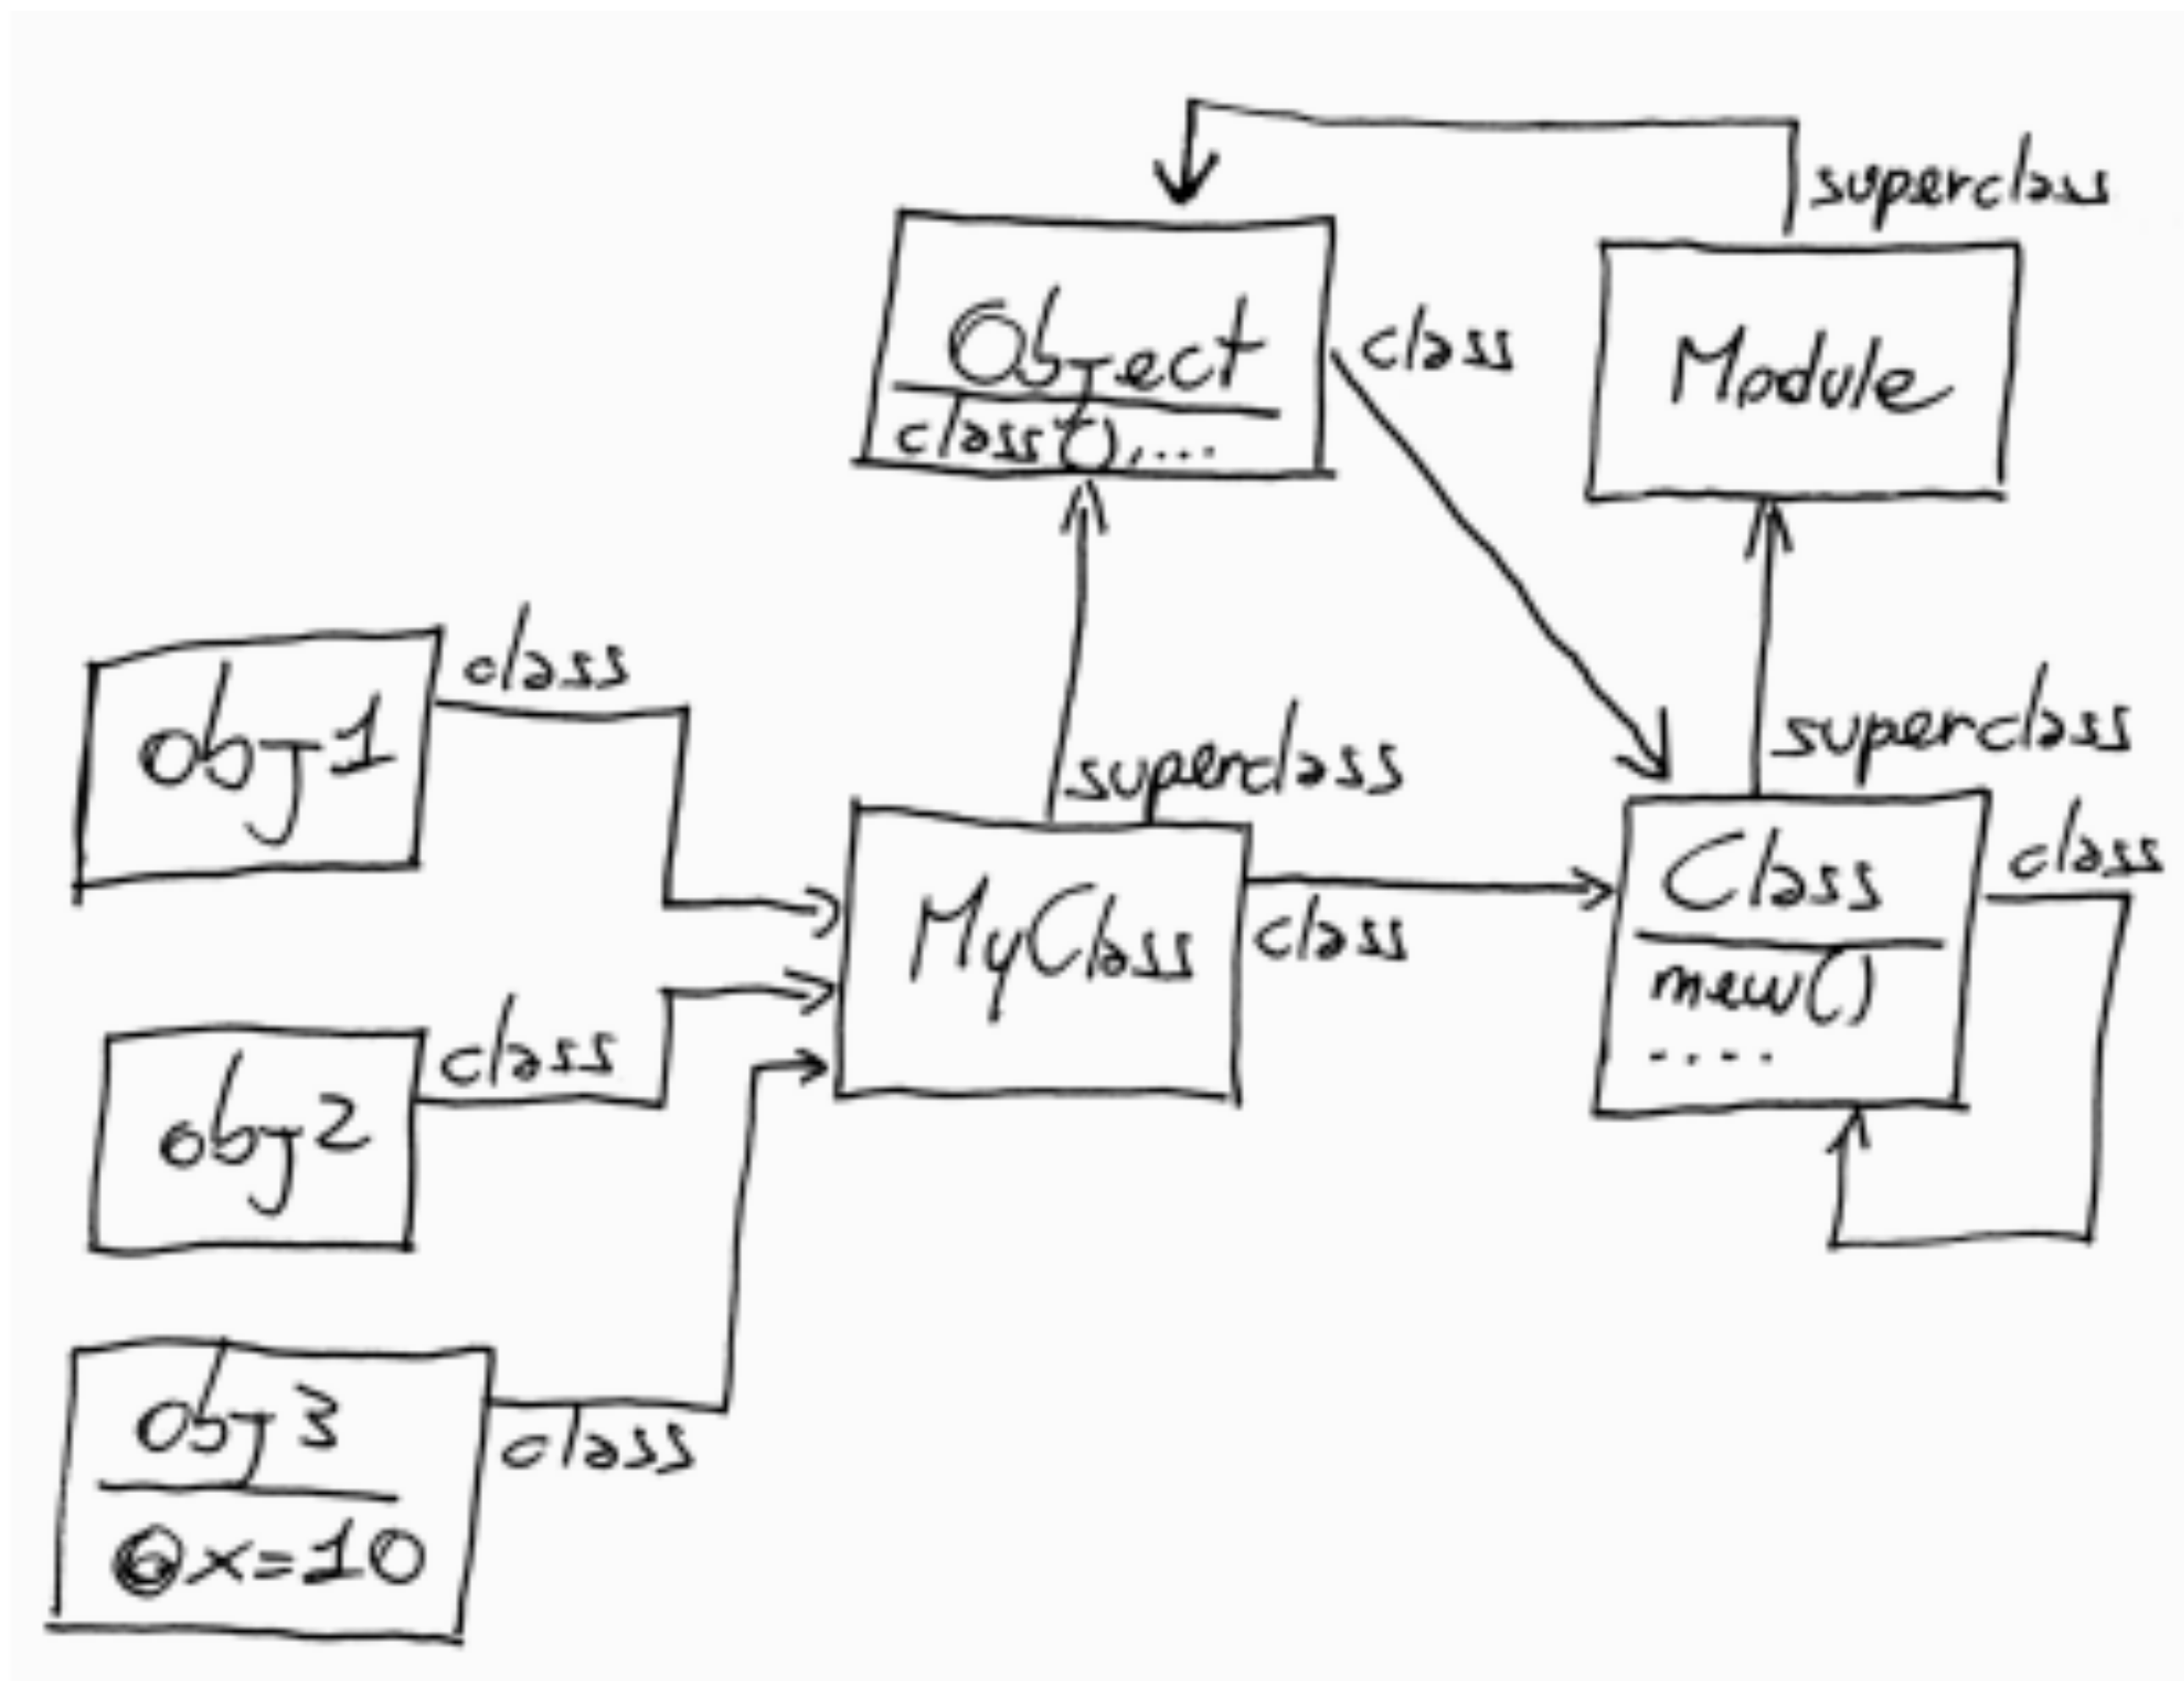 superclass
Object
class(),...
class
Module
class
obj1
superclass
superclass
MyClass
class
Class
new()
....
class
class
obj2
obj3
@x=10
class